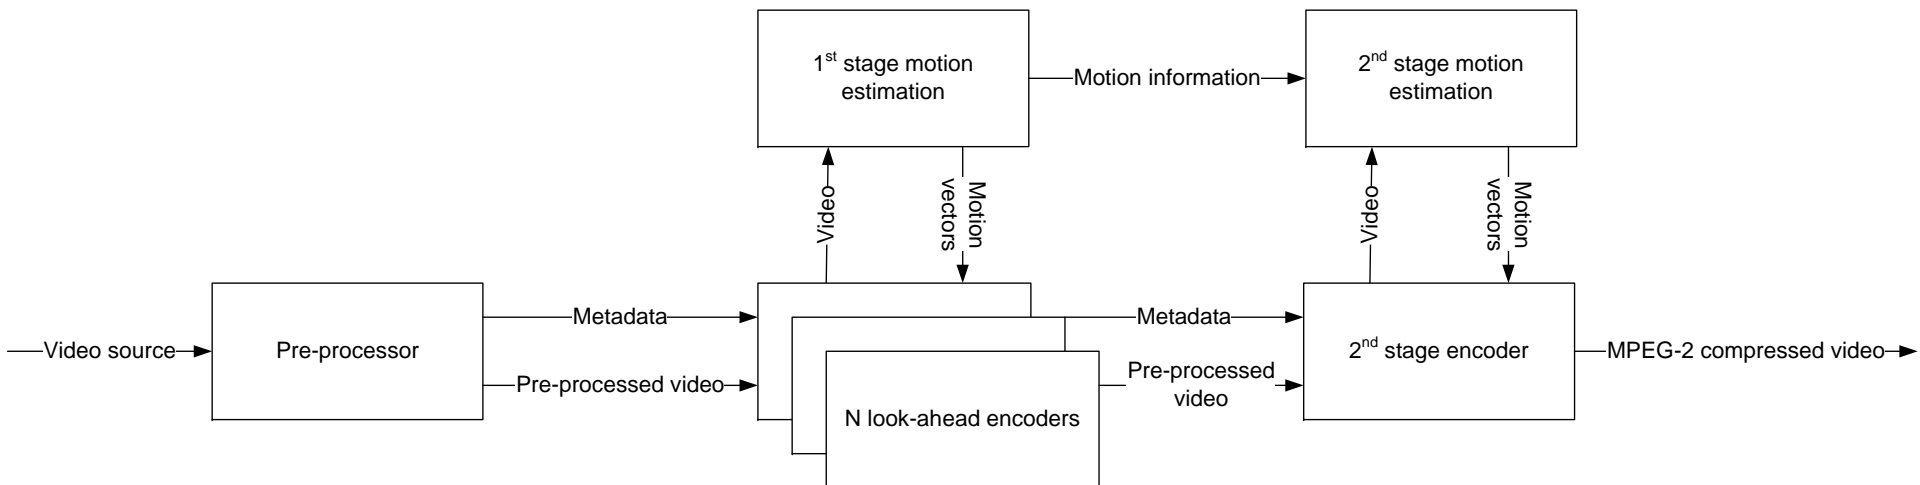 1st stage motion
estimation
Motion information
2nd stage motion
estimation
Video
Motion
vectors
Video
Motion
vectors
Video source
Pre-processor
Metadata
Pre-processed video
N look-ahead encoders
Metadata
Pre-processed
video
2nd stage encoder
MPEG-2 compressed video